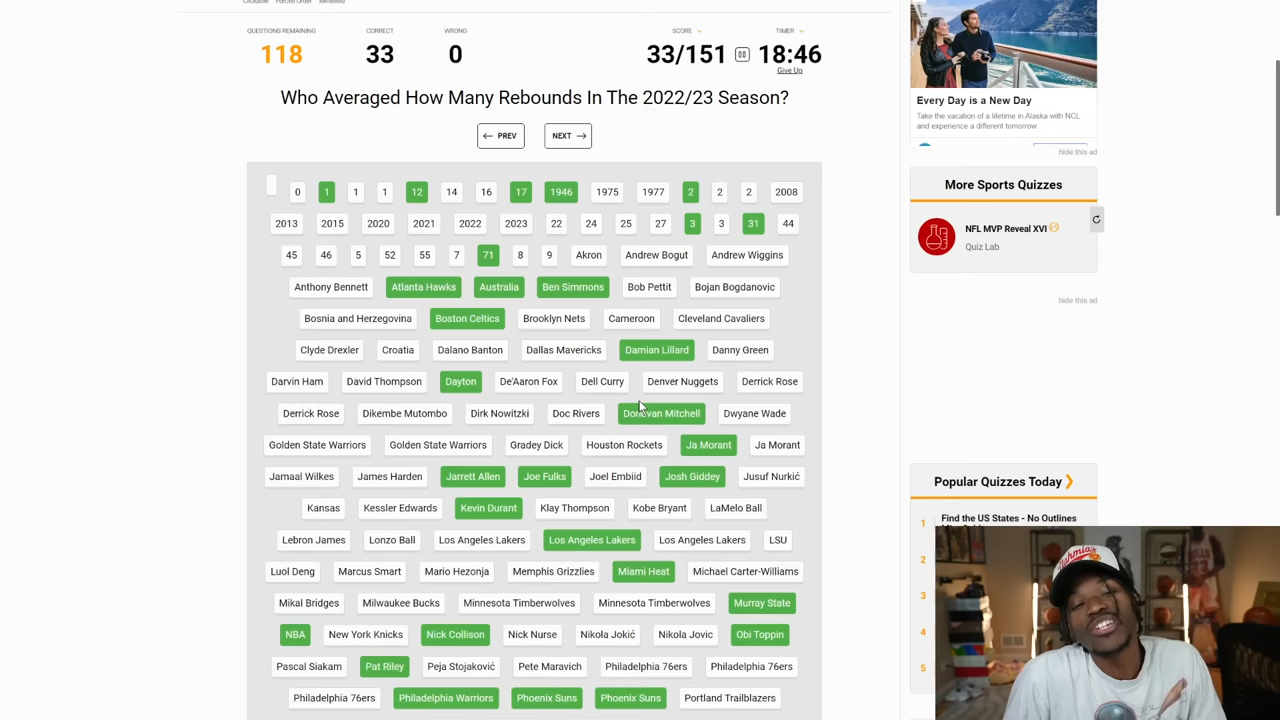 Clickable Forced Order Minefield
QUESTIONS REMAINING CORRECT WRONG SCORE TIMER
118 33 0 33/151 18:46
Give Up
Who Averaged How Many Rebounds In The 2022/23 Season?
← PREV NEXT →
0 1 1 1 12 14 16 17 1946 1975 1977 2 2 2 2008
2013 2015 2020 2021 2022 2023 22 24 25 27 3 3 31 44
45 46 5 52 55 7 71 8 9 Akron Andrew Bogut Andrew Wiggins
Anthony Bennett Atlanta Hawks Australia Ben Simmons Bob Pettit Bojan Bogdanovic
Bosnia and Herzegovina Boston Celtics Brooklyn Nets Cameroon Cleveland Cavaliers
Clyde Drexler Croatia Dalano Banton Dallas Mavericks Damian Lillard Danny Green
Darvin Ham David Thompson Dayton De'Aaron Fox Dell Curry Denver Nuggets Derrick Rose
Derrick Rose Dikembe Mutombo Dirk Nowitzki Doc Rivers Donovan Mitchell Dwyane Wade
Golden State Warriors Golden State Warriors Gradey Dick Houston Rockets Ja Morant Ja Morant
Jamaal Wilkes James Harden Jarrett Allen Joe Fulks Joel Embiid Josh Giddey Jusuf Nurkić
Kansas Kessler Edwards Kevin Durant Klay Thompson Kobe Bryant LaMelo Ball
Lebron James Lonzo Ball Los Angeles Lakers Los Angeles Lakers Los Angeles Lakers LSU
Luol Deng Marcus Smart Mario Hezonja Memphis Grizzlies Miami Heat Michael Carter-Williams
Mikal Bridges Milwaukee Bucks Minnesota Timberwolves Minnesota Timberwolves Murray State
NBA New York Knicks Nick Collison Nick Nurse Nikola Jokić Nikola Jovic Obi Toppin
Pascal Siakam Pat Riley Peja Stojaković Pete Maravich Philadelphia 76ers Philadelphia 76ers
Philadelphia 76ers Philadelphia Warriors Phoenix Suns Phoenix Suns Portland Trailblazers
Every Day is a New Day
Take the vacation of a lifetime in Alaska with NCL
and experience a different tomorrow
hide this ad
More Sports Quizzes
NFL MVP Reveal XVI
Quiz Lab
hide this ad
Popular Quizzes Today
1 Find the US States - No Outlines
2
3
4
5